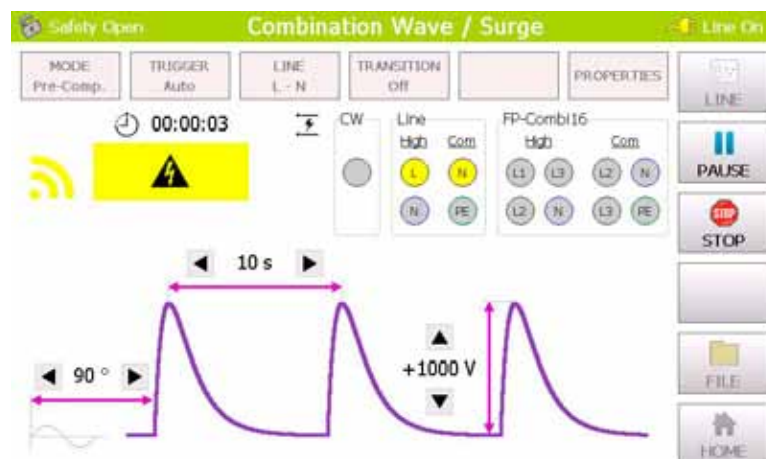 Safety Open
Combination Wave / Surge
Line On
MODE
Pre-Comp.
TRIGGER
Auto
LINE
L - N
TRANSITION
Off
PROPERTIES
LINE
00:00:03
CW
Line
High Com
L N
N PE
FP-Combi16
High Com
L1 L3 L2 N
L2 N L3 PE
PAUSE
STOP
STOP
10 s
90 °
+1000 V
FILE
HOME